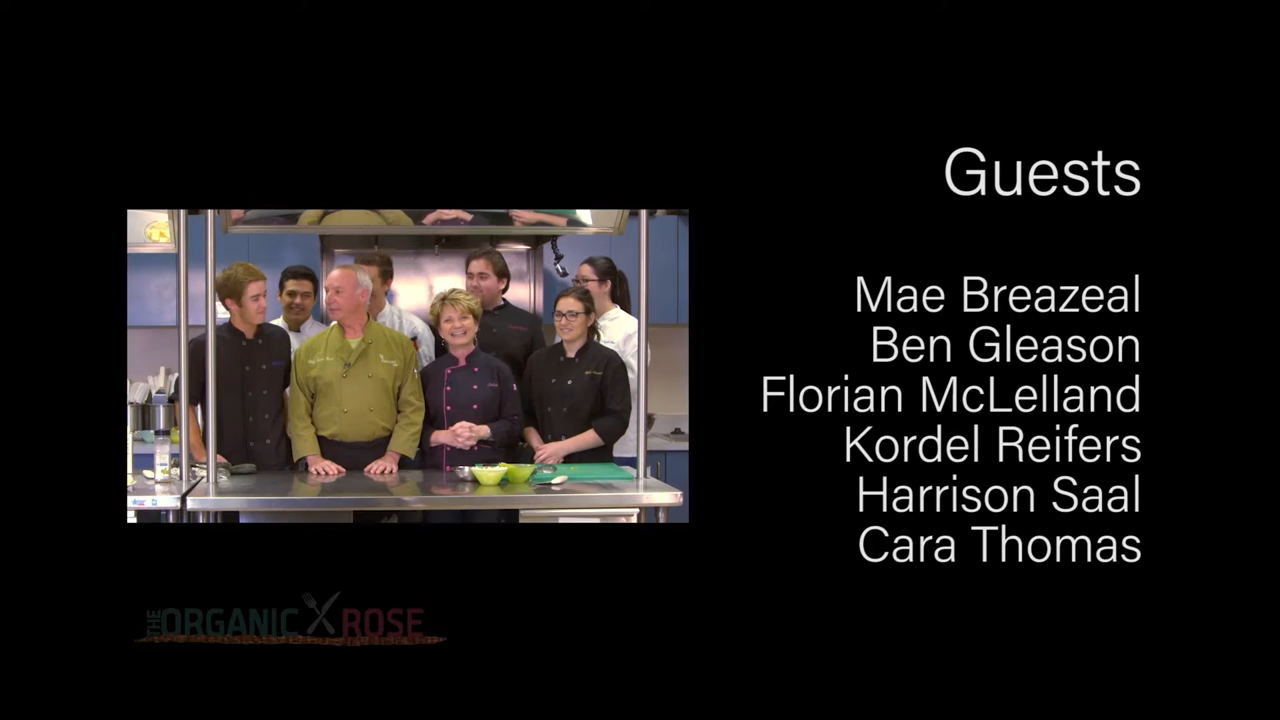 Guests
Mae Breazeal
Ben Gleason
Florian McLelland
Kordel Reifers
Harrison Saal
Cara Thomas
THE ORGANIC ROSE